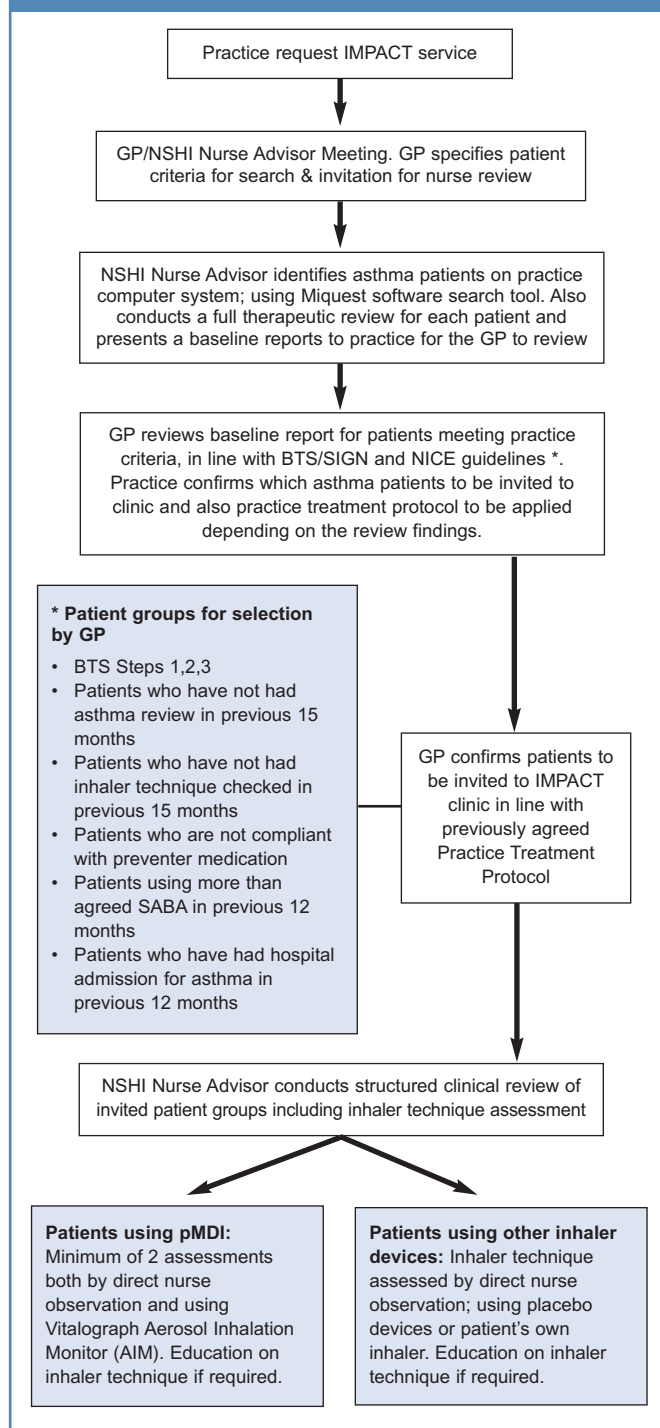 Practice request IMPACT service
GP/NSHI Nurse Advisor Meeting. GP specifies patient
criteria for search & invitation for nurse review
NSHI Nurse Advisor identifies asthma patients on practice
computer system; using Miquest software search tool. Also
conducts a full therapeutic review for each patient and
presents a baseline reports to practice for the GP to review
GP reviews baseline report for patients meeting practice
criteria, in line with BTS/SIGN and NICE guidelines *.
Practice confirms which asthma patients to be invited to
clinic and also practice treatment protocol to be applied
depending on the review findings.
* Patient groups for selection
by GP
• BTS Steps 1,2,3
• Patients who have not had
asthma review in previous 15
months
• Patients who have not had
inhaler technique checked in
previous 15 months
• Patients who are not compliant
with preventer medication
• Patients using more than
agreed SABA in previous 12
months
• Patients who have had hospital
admission for asthma in
previous 12 months
GP confirms patients to
be invited to IMPACT
clinic in line with
previously agreed
Practice Treatment
Protocol
NSHI Nurse Advisor conducts structured clinical review of
invited patient groups including inhaler technique assessment
Patients using pMDI:
Minimum of 2 assessments
both by direct nurse
observation and using
Vitalograph Aerosol Inhalation
Monitor (AIM). Education on
inhaler technique if required.
Patients using other inhaler
devices: Inhaler technique
assessed by direct nurse
observation; using placebo
devices or patient's own
inhaler. Education on inhaler
technique if required.